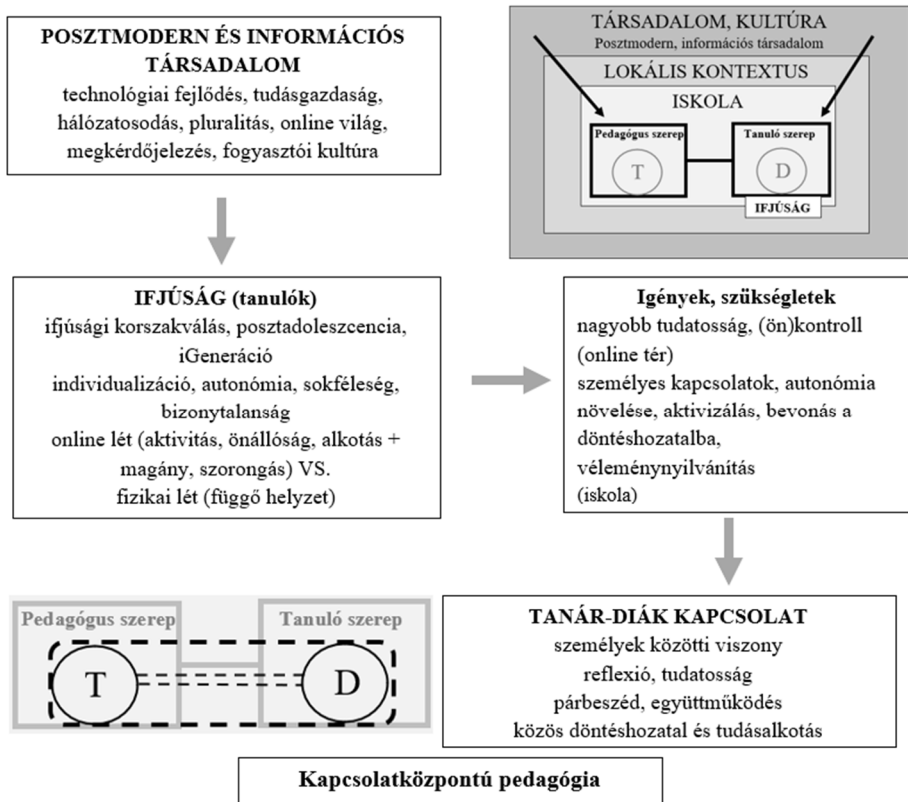 POSZTMODERN ÉS INFORMÁCIÓS
TÁRSADALOM
technológiai fejlődés, tudásgazdaság,
hálózatosodás, pluralitás, online világ,
megkérdőjelezés, fogyasztói kultúra
TÁRSADALOM, KULTÚRA
Posztmodern, információs társadalom
LOKÁLIS KONTEXTUS
ISKOLA
Pedagógus szerep
T
Tanuló szerep
D
IFJÚSÁG
IFJÚSÁG (tanulók)
ifjúsági korszakválás, posztadoleszcencia,
iGeneráció
individualizáció, autonómia, sokféleség,
bizonytalanság
online lét (aktivitás, önállóság, alkotás +
magány, szorongás) VS.
fizikai lét (függő helyzet)
Igények, szükségletek
nagyobb tudatosság, (ön)kontroll
(online tér)
személyes kapcsolatok, autonómia
növelése, aktivizálás, bevonás a
döntéshozatalba,
véleménynyilvánítás
(iskola)
Pedagógus szerep
T
Tanuló szerep
D
TANÁR-DIÁK KAPCSOLAT
személyek közötti viszony
reflexió, tudatosság
párbeszéd, együttműködés
közös döntéshozatal és tudásalkotás
Kapcsolatközpontú pedagógia